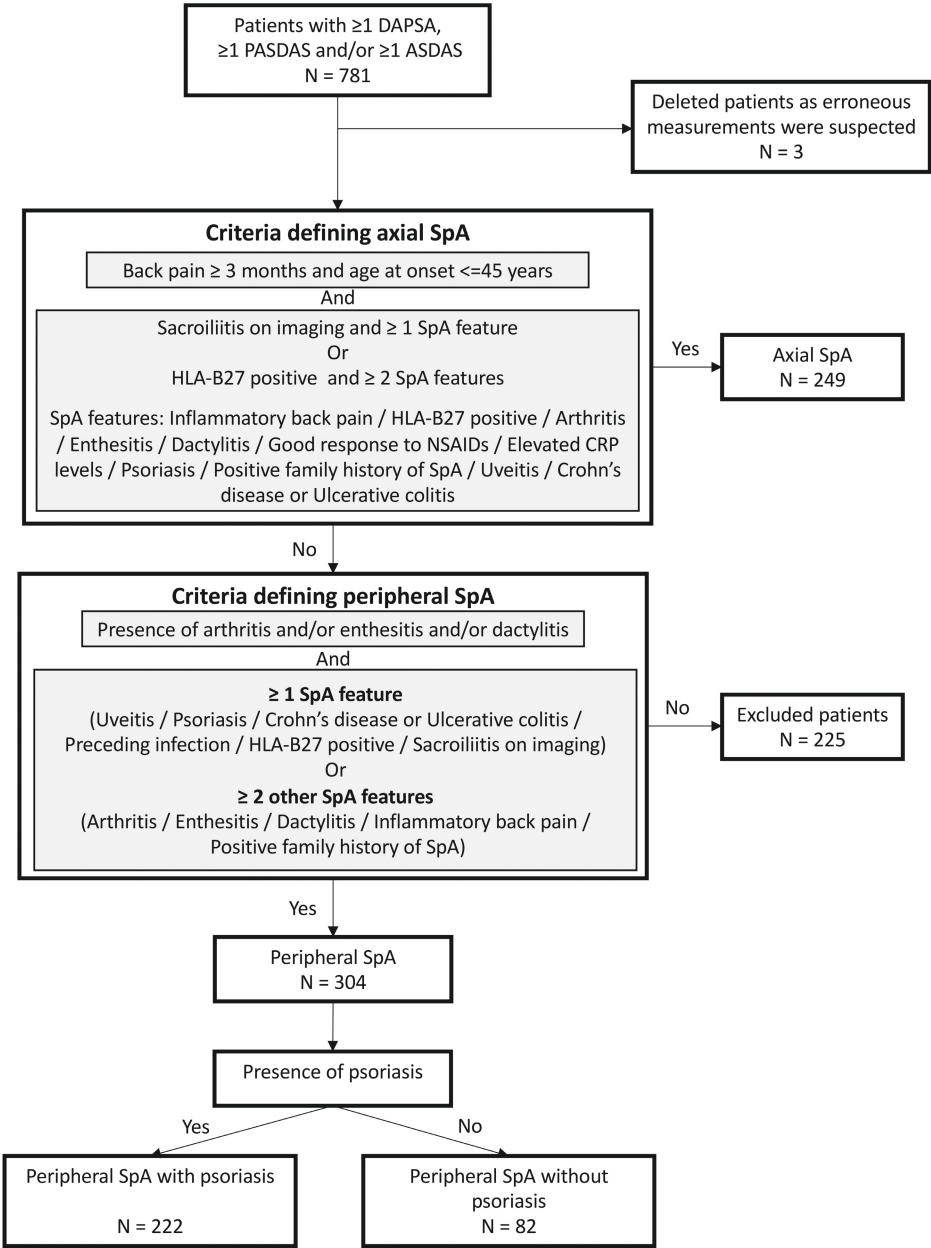 Patients with ≥1 DAPSA,
≥1 PASDAS and/or ≥1 ASDAS
N = 781
Deleted patients as erroneous
measurements were suspected
N = 3
Criteria defining axial SpA
Back pain ≥ 3 months and age at onset <=45 years
And
Sacroiliitis on imaging and ≥ 1 SpA feature
Or
HLA-B27 positive and ≥ 2 SpA features
SpA features: Inflammatory back pain / HLA-B27 positive / Arthritis
/ Enthesitis / Dactylitis / Good response to NSAIDs / Elevated CRP
levels / Psoriasis / Positive family history of SpA / Uveitis / Crohn's
disease or Ulcerative colitis
Yes
Axial SpA
N = 249
No
Criteria defining peripheral SpA
Presence of arthritis and/or enthesitis and/or dactylitis
And
≥ 1 SpA feature
(Uveitis / Psoriasis / Crohn's disease or Ulcerative colitis /
Preceding infection / HLA-B27 positive / Sacroiliitis on imaging)
Or
≥ 2 other SpA features
(Arthritis / Enthesitis / Dactylitis / Inflammatory back pain /
Positive family history of SpA)
No
Excluded patients
N = 225
Yes
Peripheral SpA
N = 304
Presence of psoriasis
Yes
No
Peripheral SpA with psoriasis
N = 222
Peripheral SpA without
psoriasis
N = 82